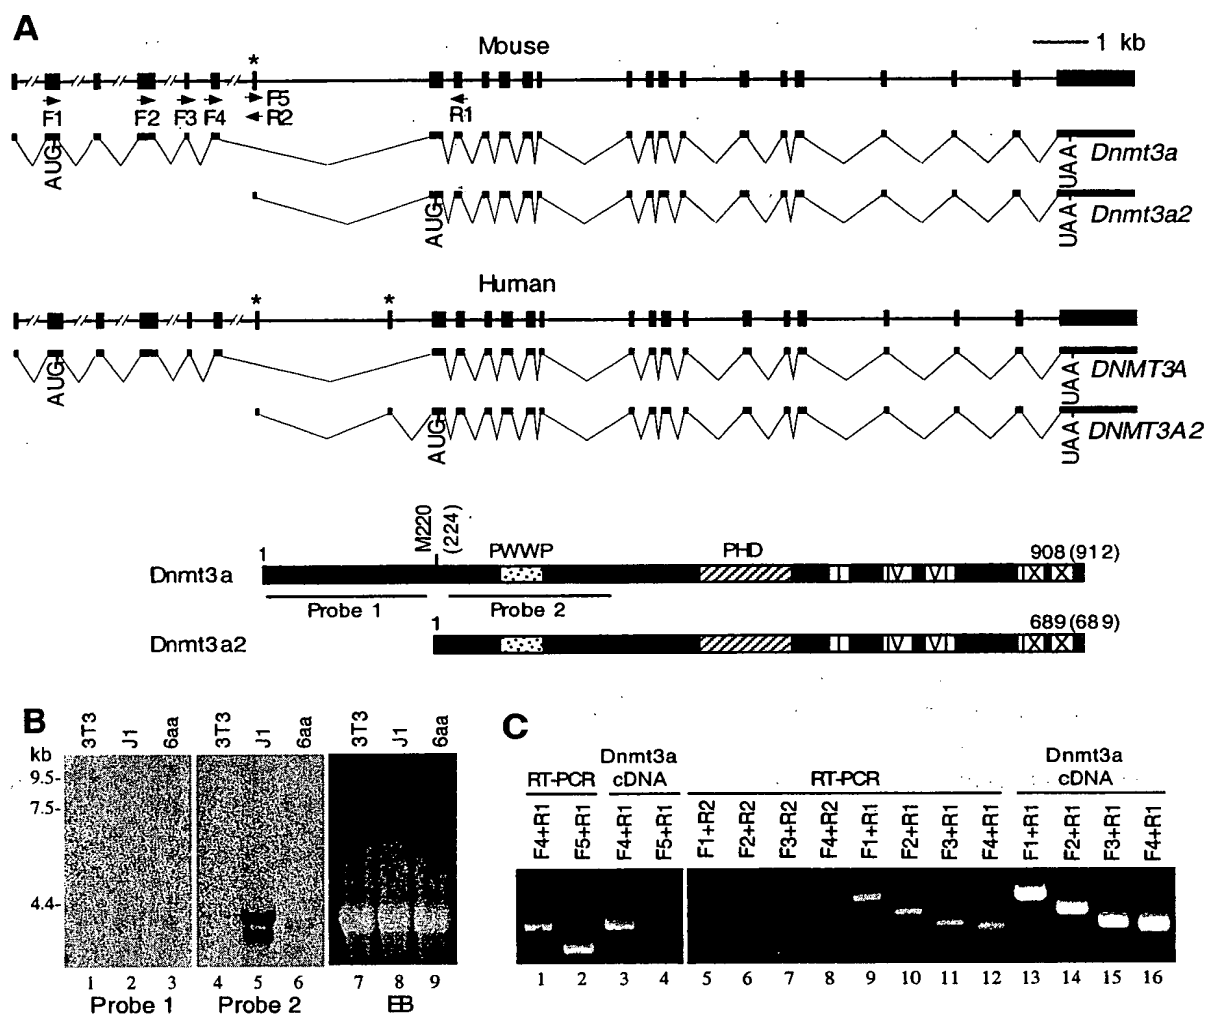 A
Mouse
1 kb
*
F1 F2 F3 F4 F5
R2
R1
AUG
UAA
Dnmt3a
AUG
UAA
Dnmt3a2
Human
* *
AUG
UAA
DNMT3A
AUG
UAA
DNMT3A2
M220
(224)
1
PWWP
PHD
908(912)
Dnmt3a
I IV VI IX X
Probe 1
Probe 2
1
689(689)
Dnmt3a2
I IV VI IX X
B
3T3 J1 6aa 3T3 J1 6aa 3T3 J1 6aa
kb
9.5-
7.5-
4.4-
1 2 3 4 5 6 7 8 9
Probe 1 Probe 2 EB
C
RT-PCR
Dnmt3a
cDNA
RT-PCR
Dnmt3a
cDNA
F4+R1 F5+R1 F4+R1 F5+R1 F1+R2 F2+R2 F3+R2 F4+R2 F1+R1 F2+R1 F3+R1 F4+R1 F1+R1 F2+R1 F3+R1 F4+R1
1 2 3 4 5 6 7 8 9 10 11 12 13 14 15 16